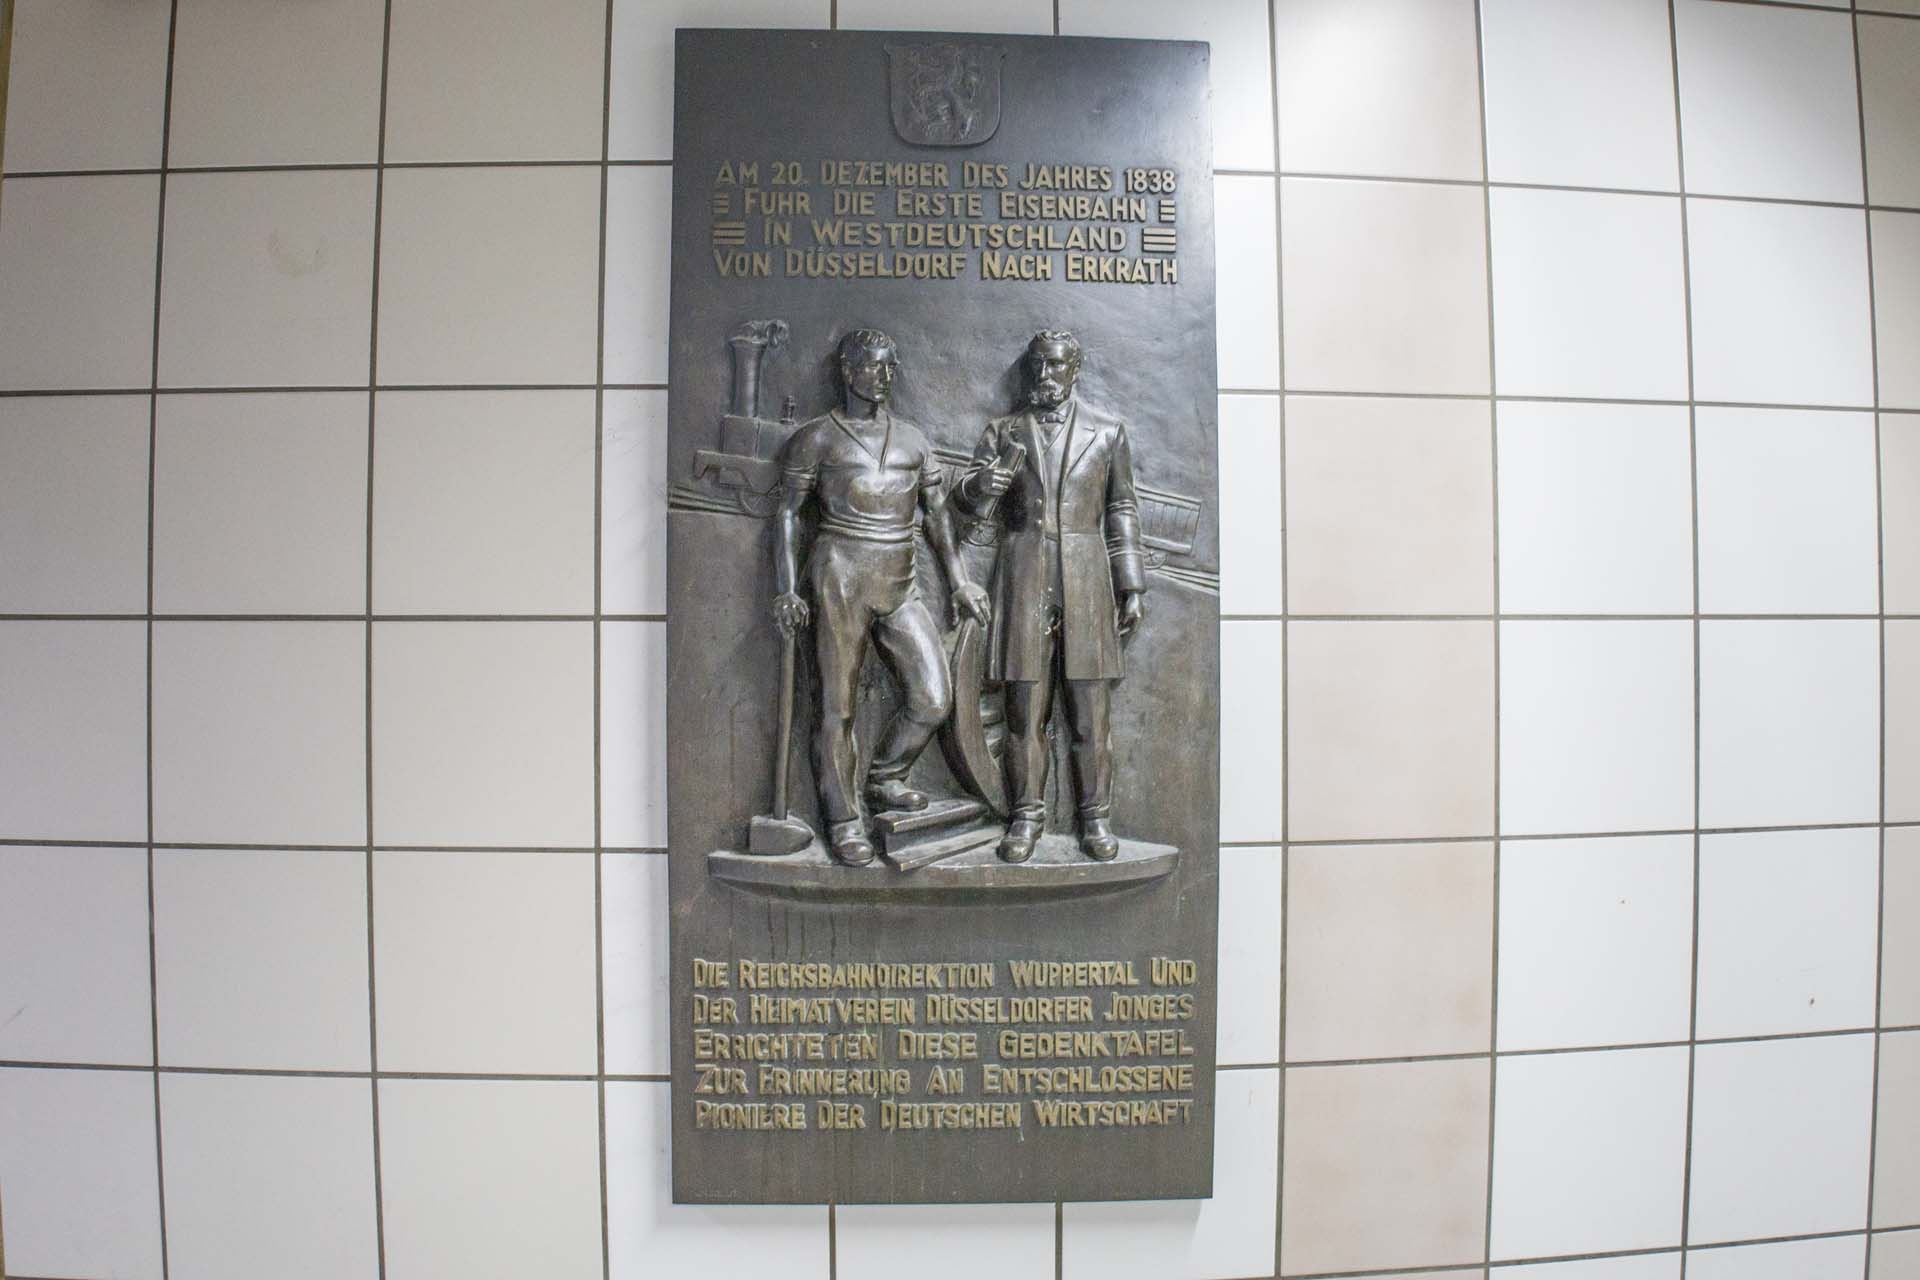 AM 20. DEZEMBER DES JAHRES 1838
FUHR DIE ERSTE EISENBAHN
IN WESTDEUTSCHLAND
VON DÜSSELDORF NACH ERKRATH
DIE REICHSBAHNDIREKTION WUPPERTAL UND
DER HEIMATVEREIN DÜSSELDORFER JONGES
ERRICHTETEN DIESE GEDENKTAFEL
ZUR ERINNERUNG AN ENTSCHLOSSENE
PIONIERE DER DEUTSCHEN WIRTSCHAFT